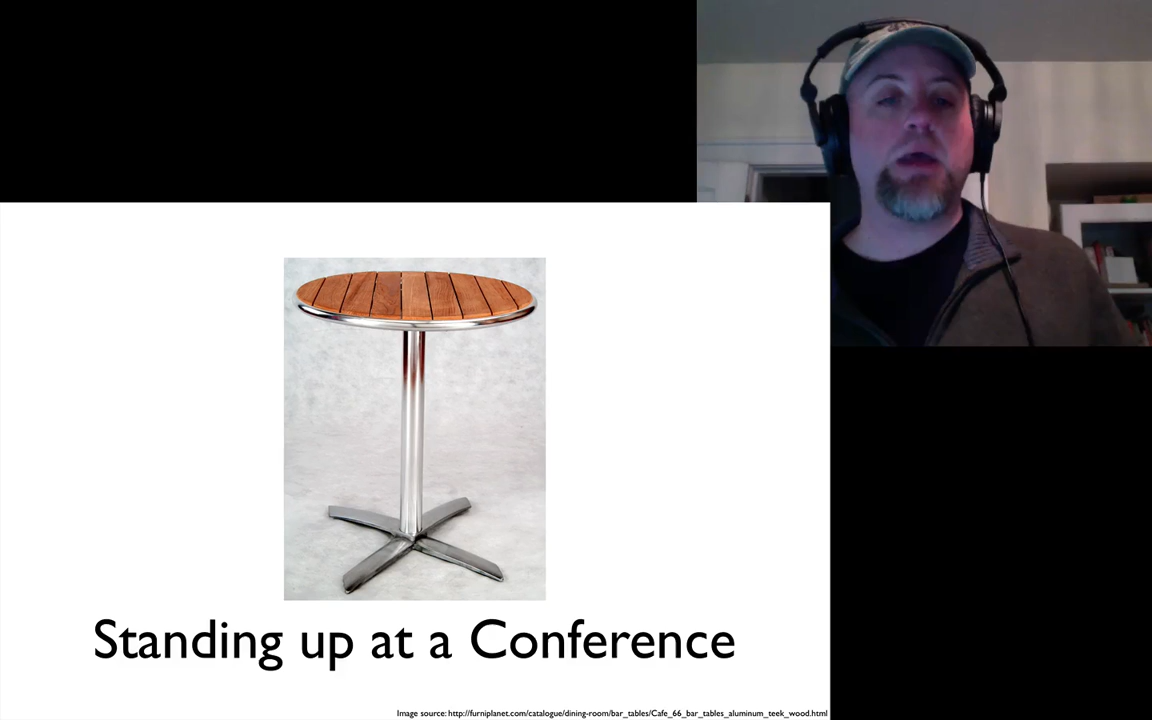 Standing up at a Conference
Image source: http://furniplanet.com/catalogue/dining-room/bar_tables/Cafe_66_bar_tables_aluminum_teek_wood.html